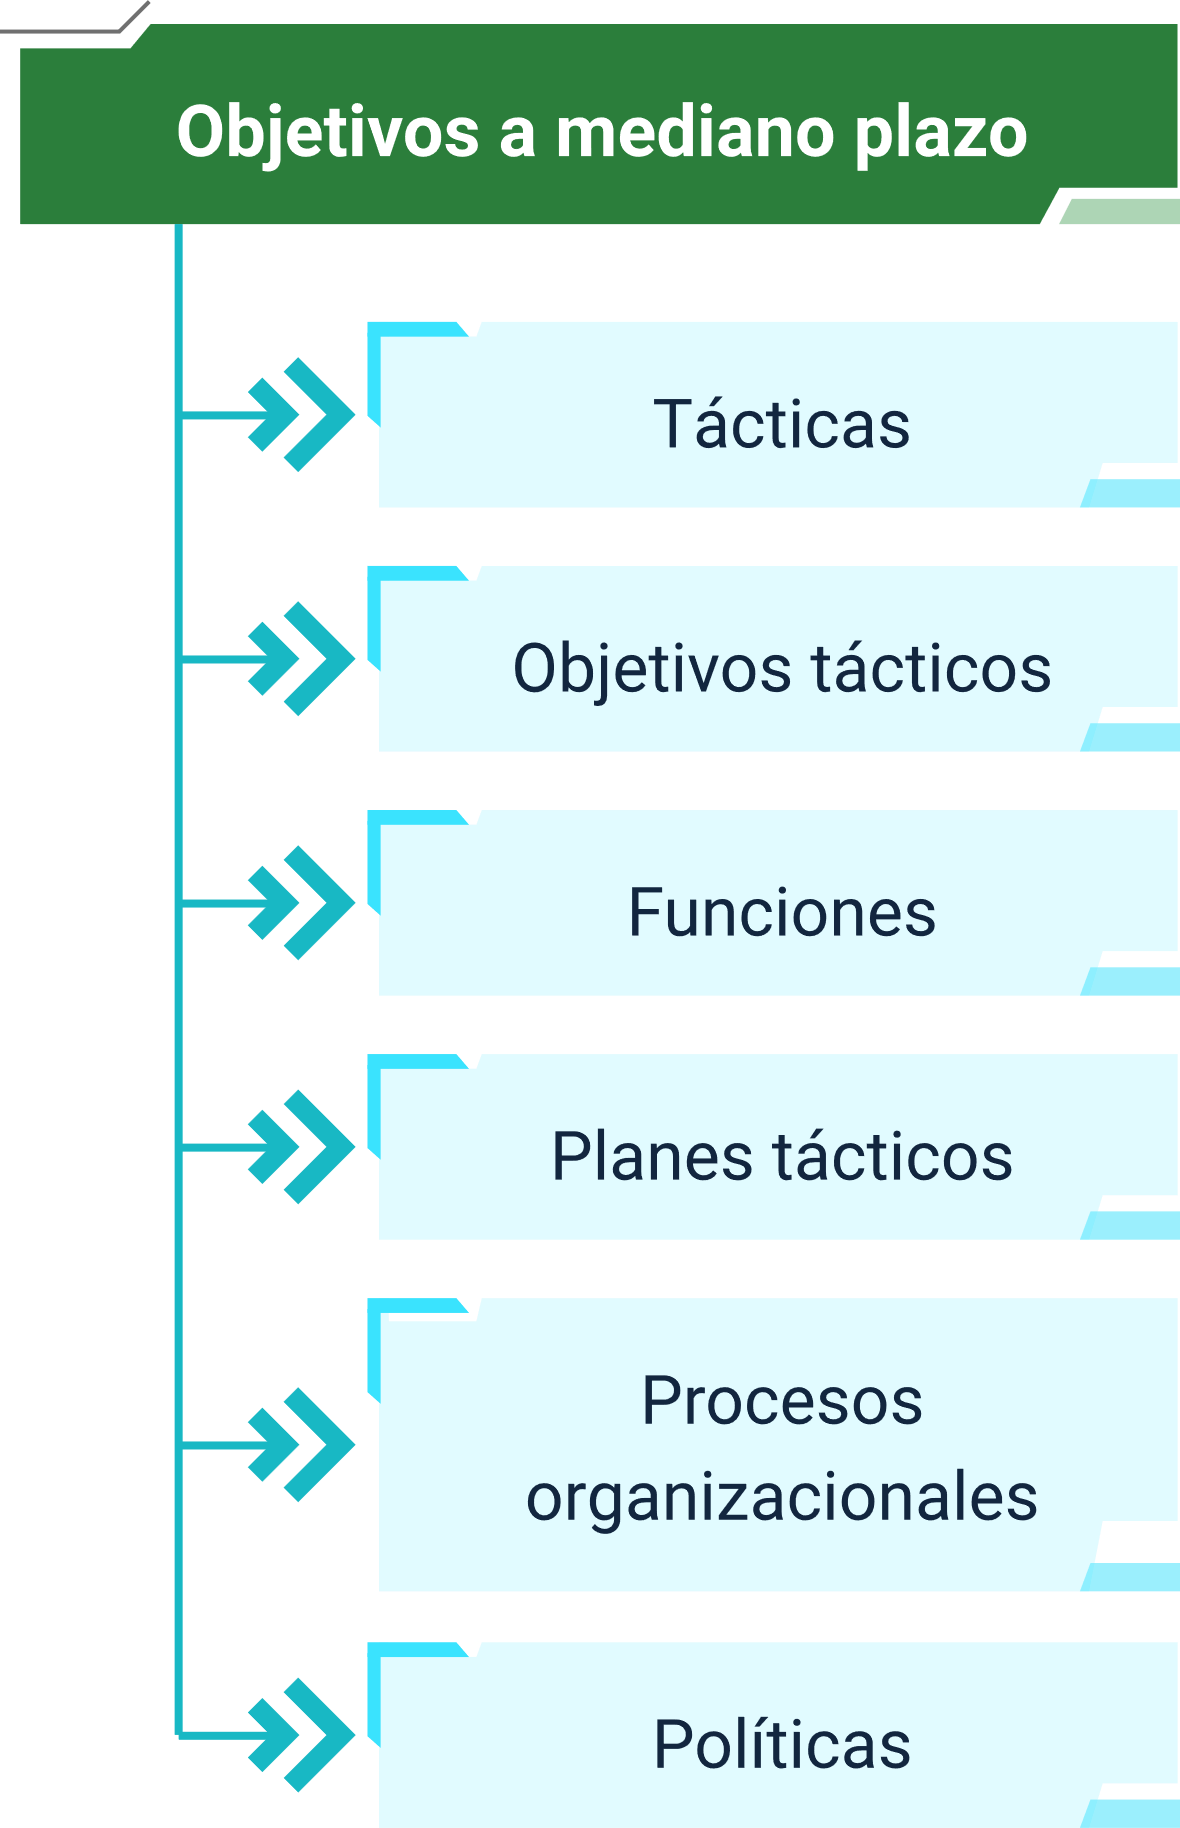 Objetivos a mediano plazo
Tácticas
Objetivos tácticos
Funciones
Planes tácticos
Procesos
organizacionales
Políticas